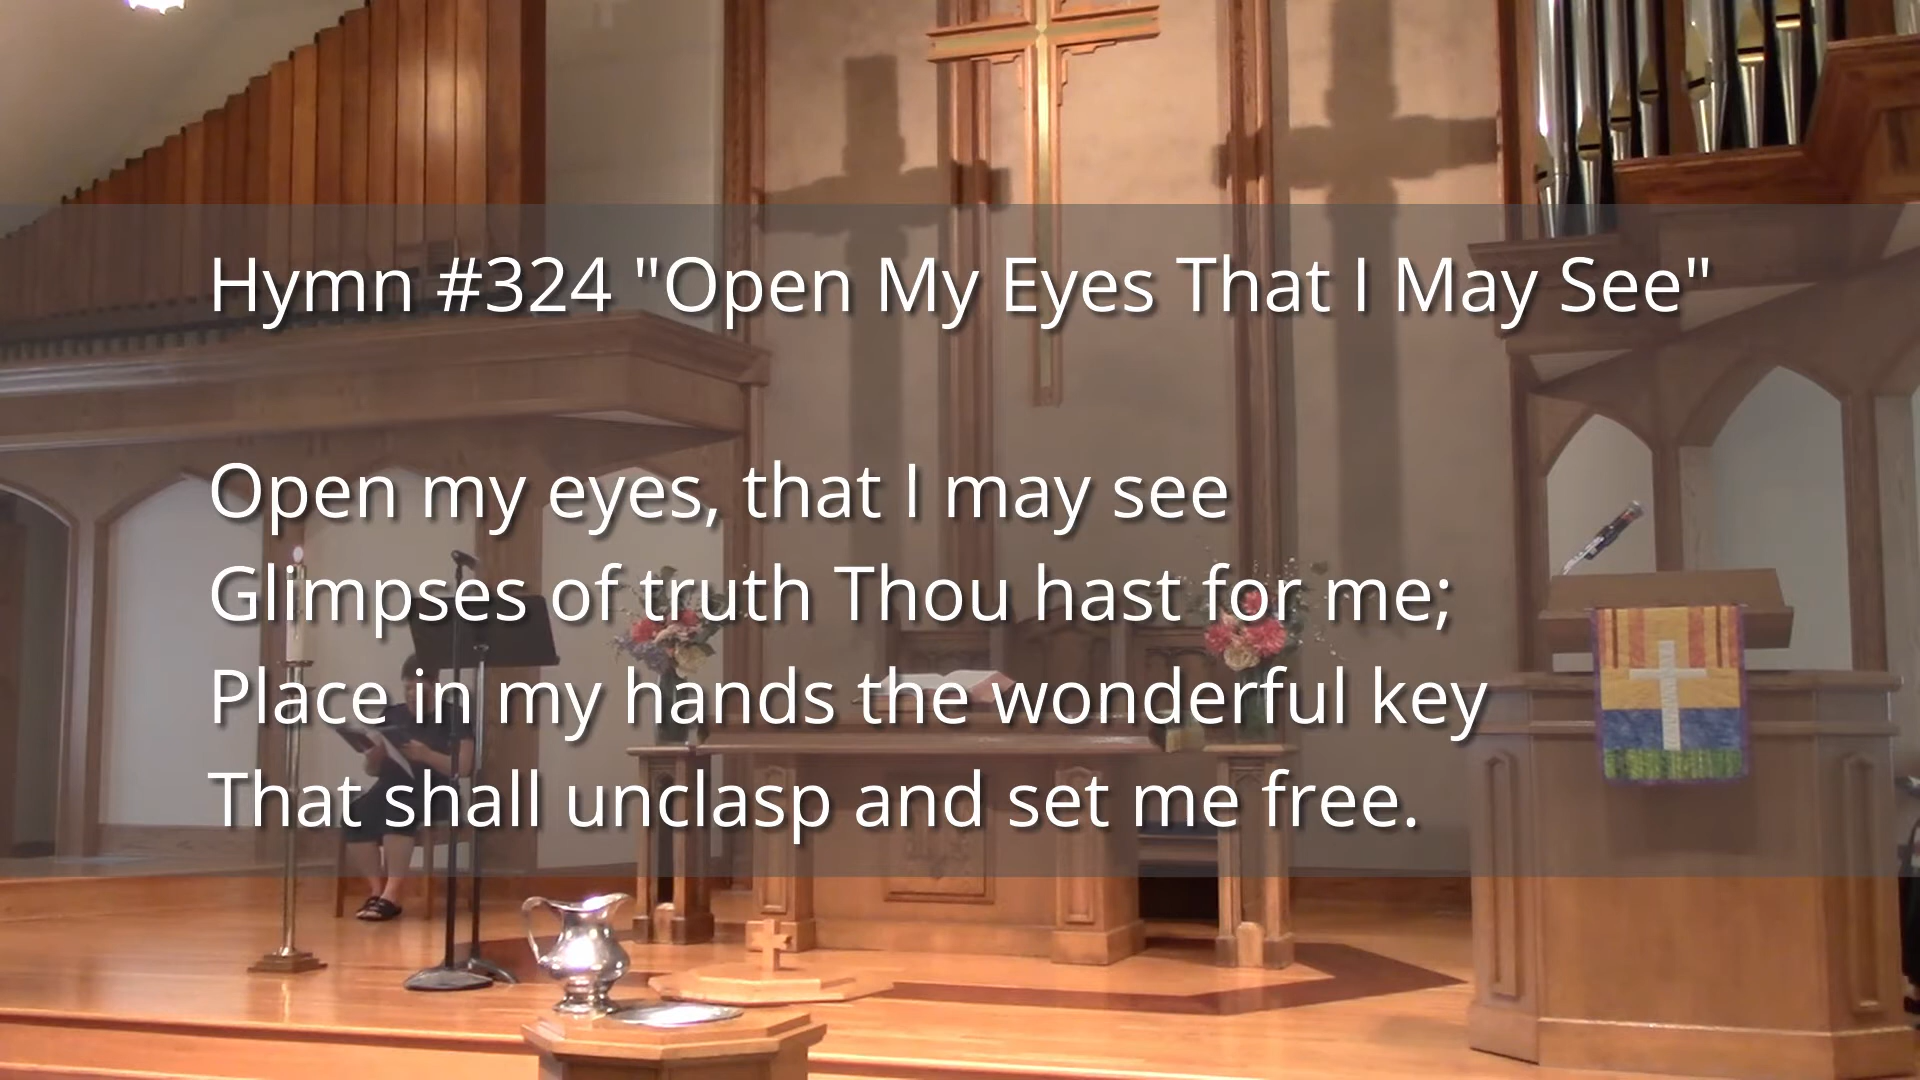 Hymn #324 "Open My Eyes That I May See"
Open my eyes, that I may see
Glimpses of truth Thou hast for me;
Place in my hands the wonderful key
That shall unclasp and set me free.